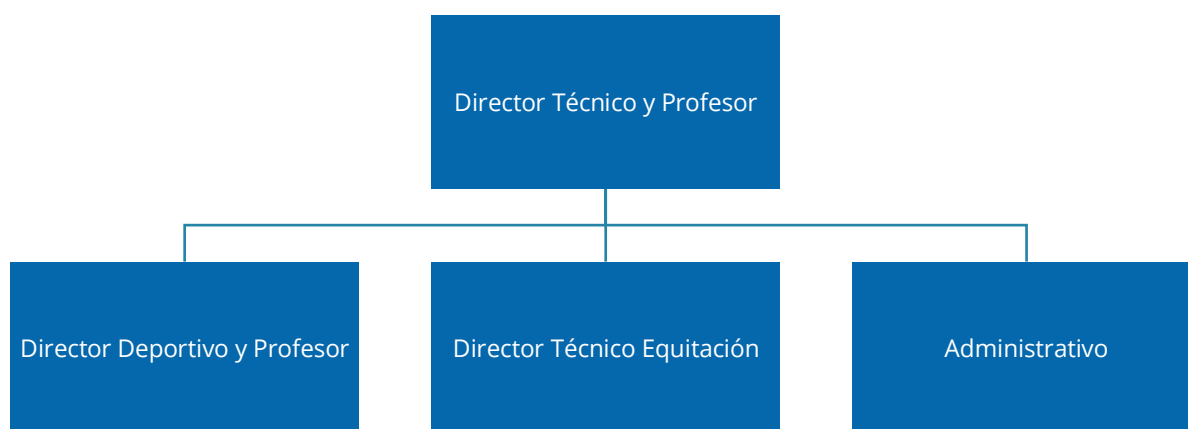 Director Técnico y Profesor
Director Deportivo y Profesor
Director Técnico Equitación
Administrativo